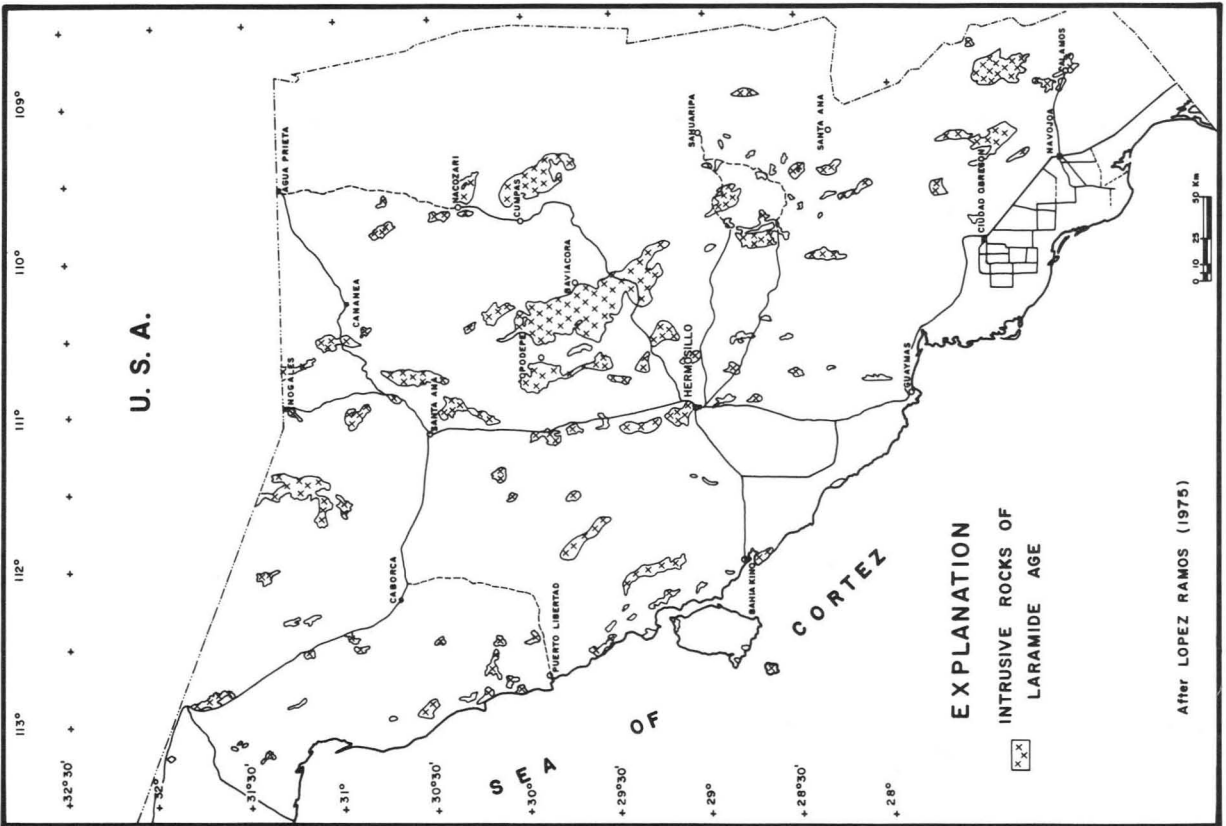 U. S. A.
113°
112°
111°
110°
109°
+32°30'
+32°
+31°30'
+31°
+30°30'
+30°
+29°30'
+29°
+28°30'
+28°
AGUA PRIETA
NOGALES
CANANEA
NACOZARI
CUMPAS
SANTA ANA
CABORCA
OPODEPE
BAVIACORA
PUERTO LIBERTAD
HERMOSILLO
SAHUARIPA
SANTA ANA
BAHIA KINO
GUAYMAS
CIUDAD OBREGON
NAVOJOA
ALAMOS
SEA OF CORTEZ
EXPLANATION
INTRUSIVE ROCKS OF
LARAMIDE AGE
After LOPEZ RAMOS (1975)
0 10 25 50 Km